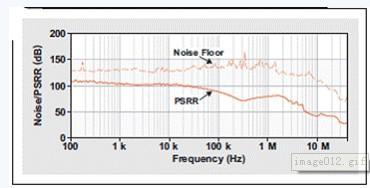 200
150
100
50
0
Noise/PSRR (dB)
Noise Floor
PSRR
100 1 k 10 k 100 k 1 M 10 M
Frequency (Hz)
image012.gif